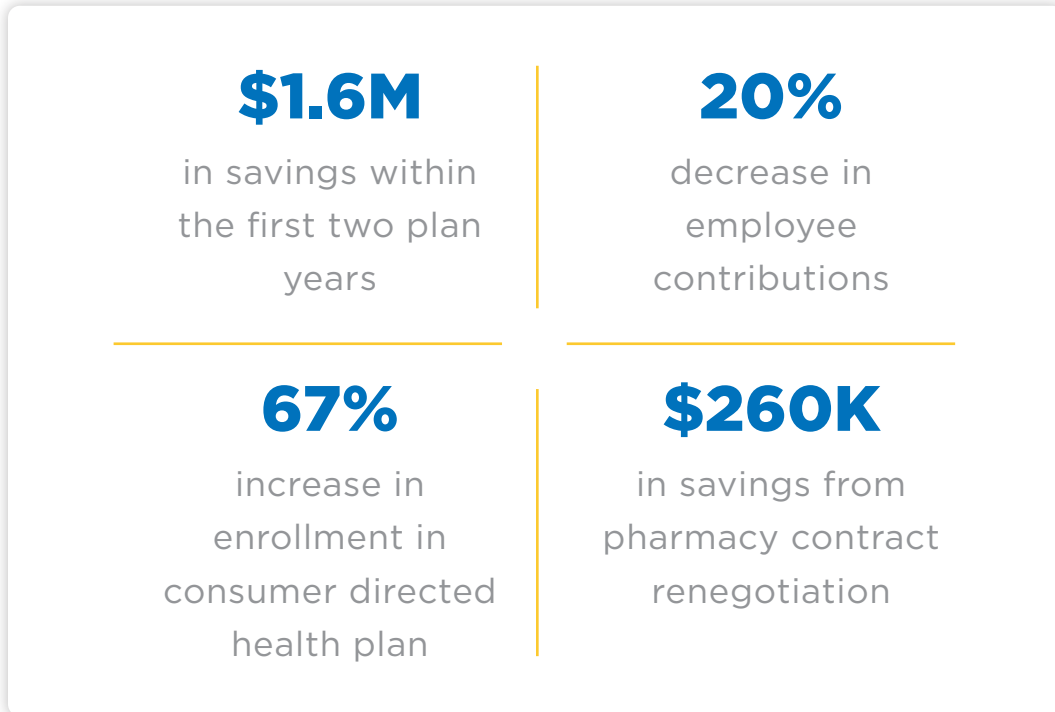 $1.6M
in savings within
the first two plan
years
20%
decrease in
employee
contributions
67%
increase in
enrollment in
consumer directed
health plan
$260K
in savings from
pharmacy contract
renegotiation